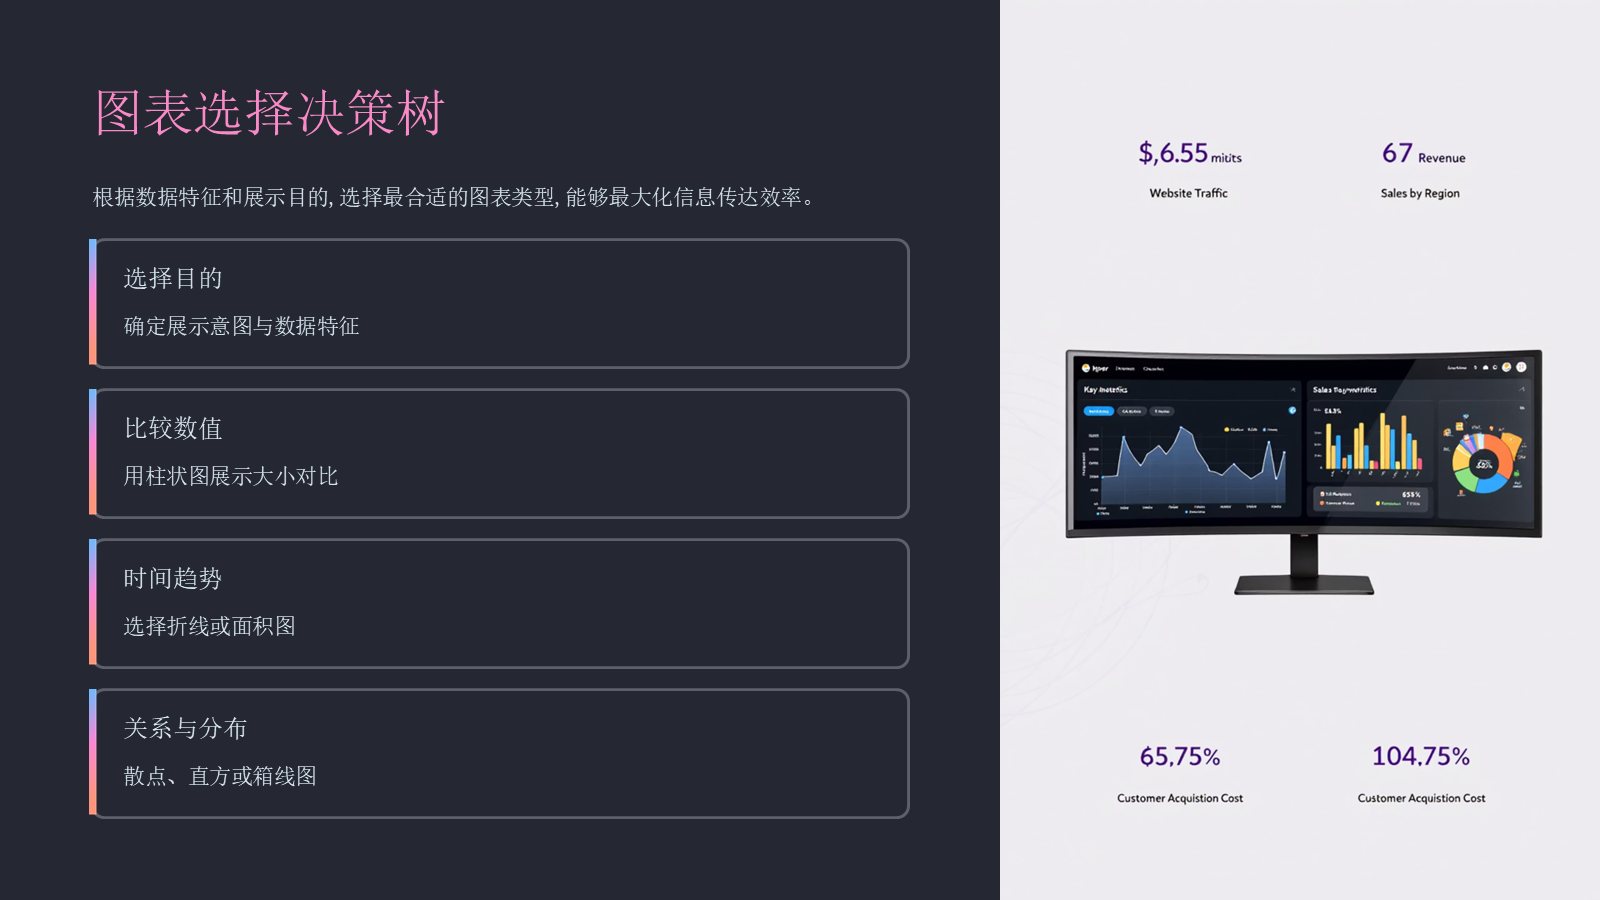 图表选择决策树
根据数据特征和展示目的, 选择最合适的图表类型, 能够最大化信息传达效率。
选择目的
确定展示意图与数据特征
比较数值
用柱状图展示大小对比
时间趋势
选择折线或面积图
关系与分布
散点、直方或箱线图
$,6.55
Website Traffic
67 Revenue
Sales by Region
65,75%
Customer Acquistion Cost
104,75%
Customer Acquistion Cost